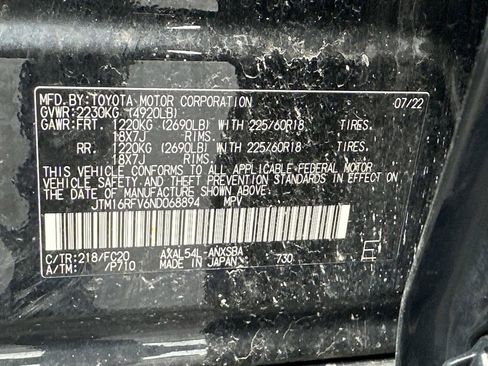 MFD.BY:TOYOTA MOTOR CORPORATION 07/22
GVWR:2230KG (4920LB)
GAWR:FRT. 1220KG (2690LB) WITH 225/60R18 TIRES.
18X7J RIMS.
RR. 1220KG (2690LB) WITH 225/60R18 TIRES.
18X7J RIMS.
THIS VEHICLE CONFORMS TO ALL APPLICABLE FEDERAL MOTOR
VEHICLE SAFETY AND THEFT PREVENTION STANDARDS IN EFFECT
ON THE DATE OF MANUFACTURE SHOWN ABOVE.
JTM16RFV6ND068894 MPV
C/TR:218/FC20 AXAL54L-ANXSBA
A/TM: /P710 MADE IN JAPAN 730 E